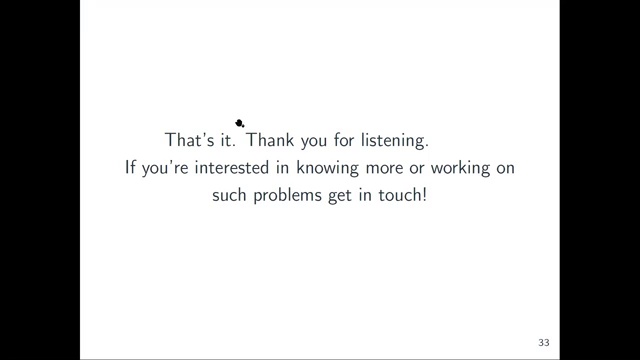 That's it. Thank you for listening.
If you're interested in knowing more or working on
such problems get in touch!
33